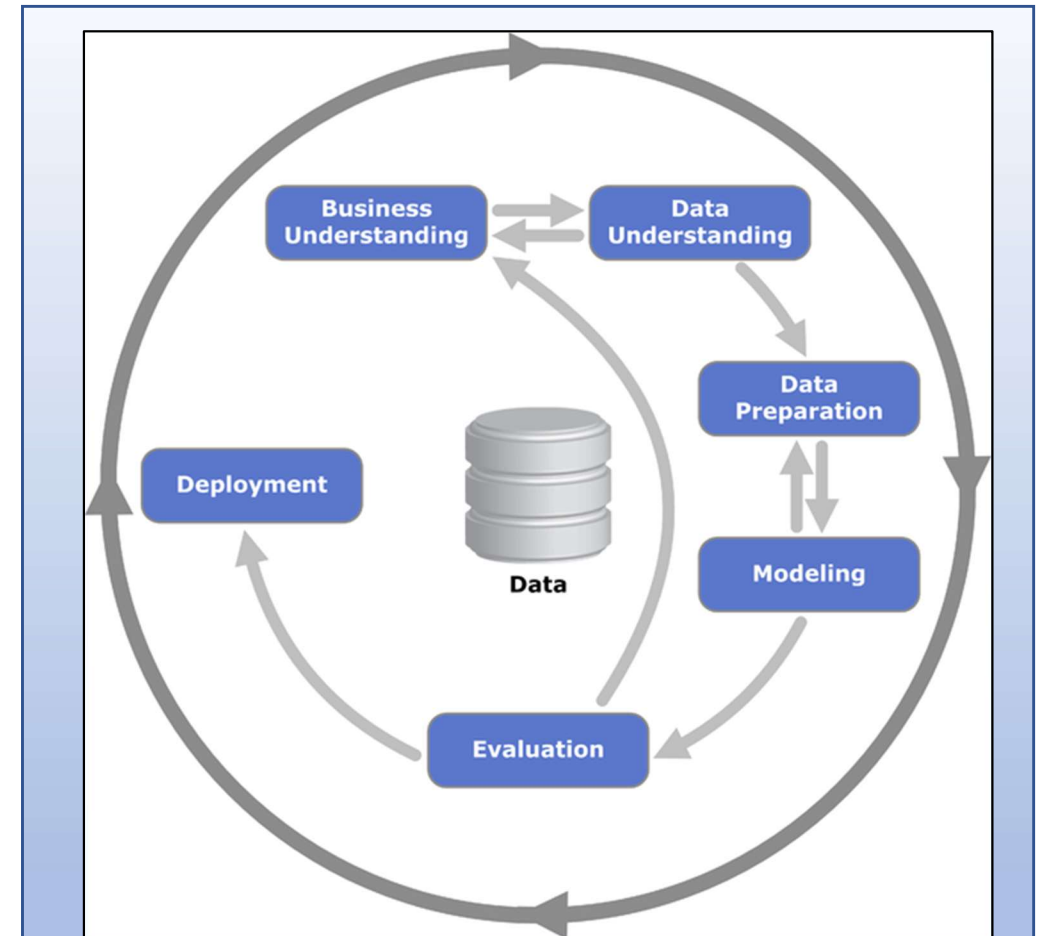 Business
Understanding
Data
Understanding
Data
Preparation
Modeling
Evaluation
Deployment
Data